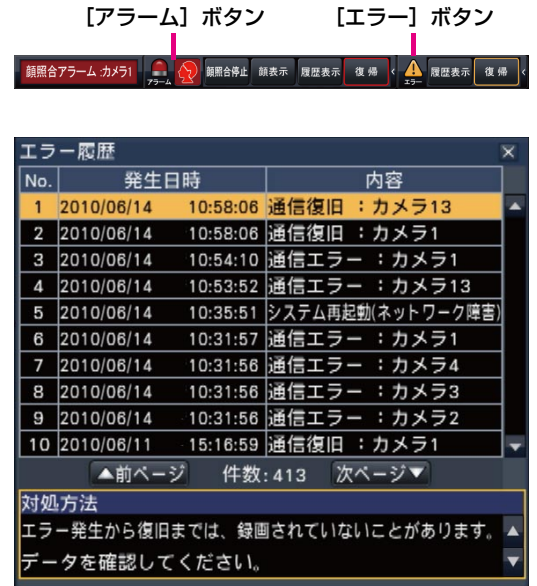 ［アラーム］ボタン ［エラー］ボタン
顔照合アラーム :カメラ1 アラーム 顔照合停止 顔表示 履歴表示 復 帰 < エラー 履歴表示 復 帰 <
エラー履歴 ×
No. 発生日時 内容
1 2010/06/14 10:58:06 通信復旧 ：カメラ13
2 2010/06/14 10:58:06 通信復旧 ：カメラ1
3 2010/06/14 10:54:10 通信エラー ：カメラ1
4 2010/06/14 10:53:52 通信エラー ：カメラ13
5 2010/06/14 10:35:51 システム再起動(ネットワーク障害)
6 2010/06/14 10:31:57 通信エラー ：カメラ1
7 2010/06/14 10:31:56 通信エラー ：カメラ4
8 2010/06/14 10:31:56 通信エラー ：カメラ3
9 2010/06/14 10:31:56 通信エラー ：カメラ2
10 2010/06/11 15:16:59 通信復旧 ：カメラ1
▲前ページ 件数:413 次ページ▼
対処方法
エラー発生から復旧までは、録画されていないことがあります。
データを確認してください。